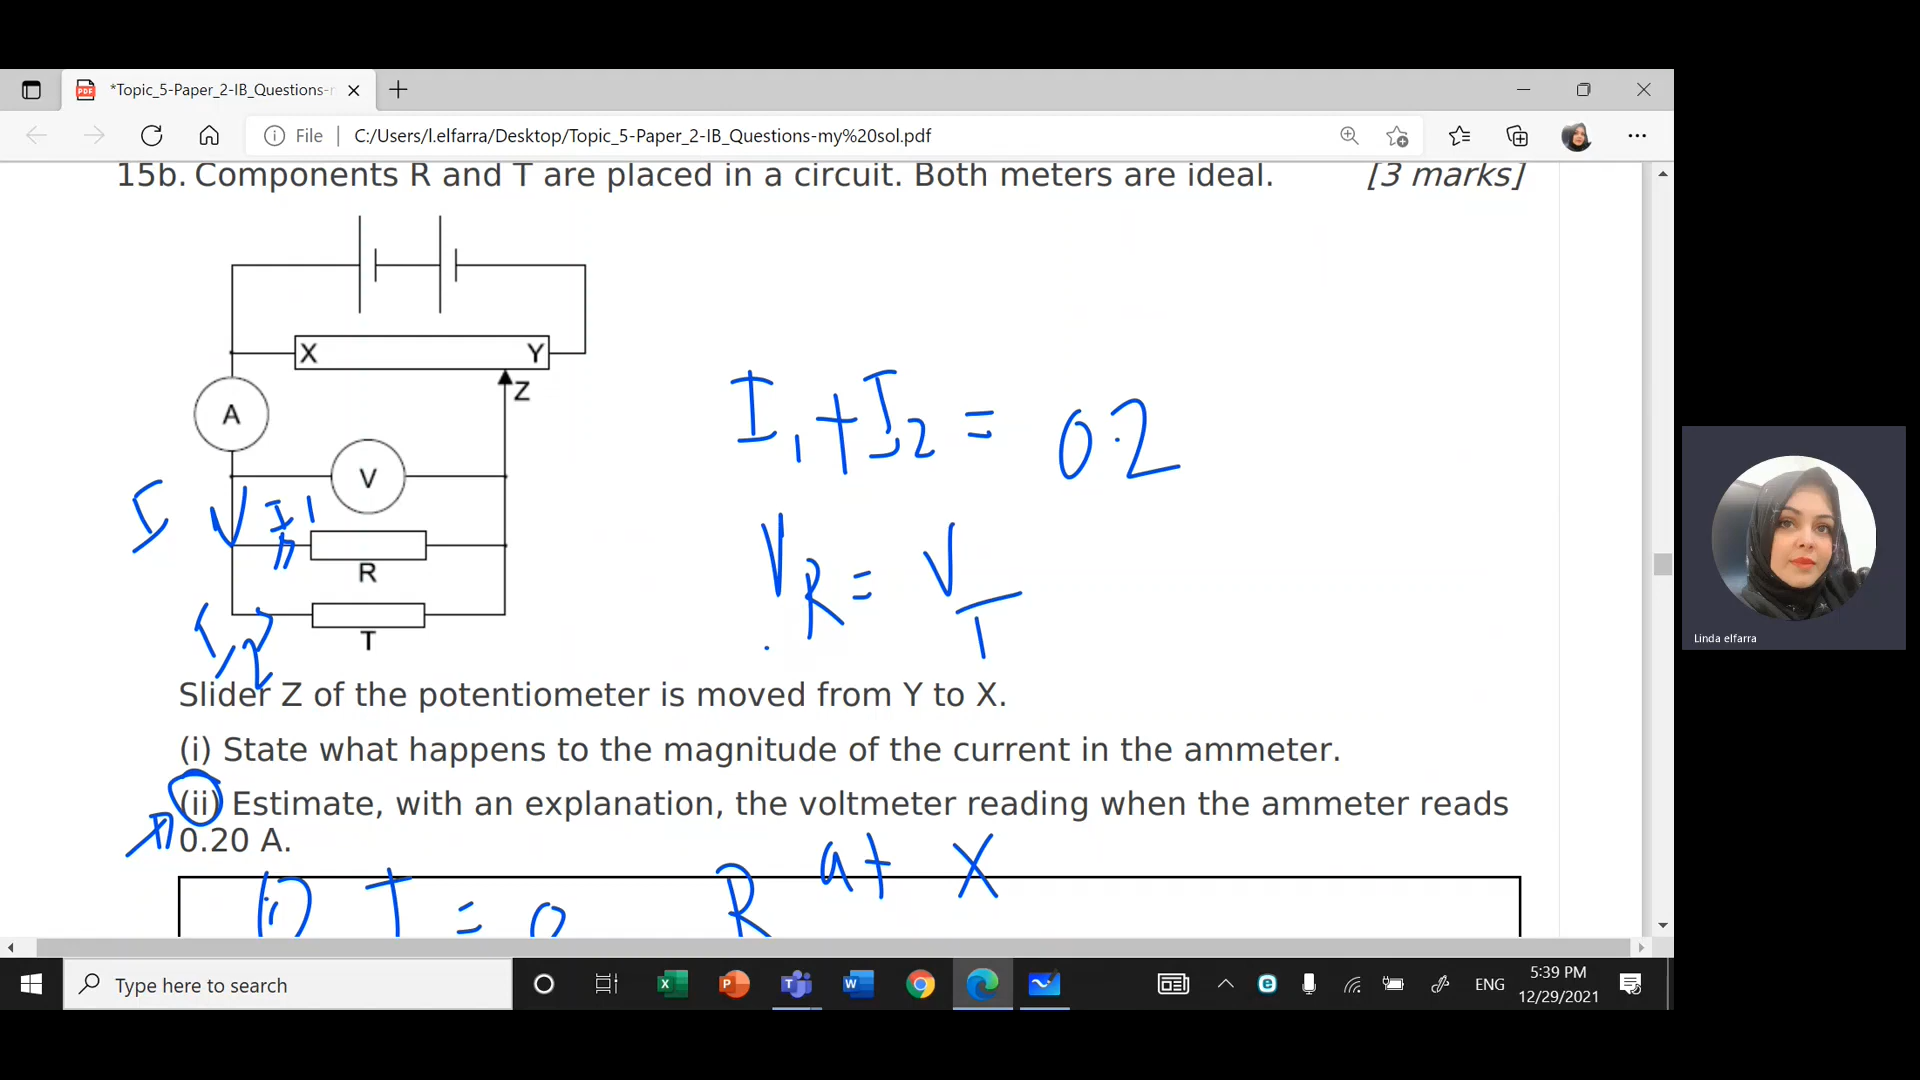 *Topic_5-Paper_2-IB_Questions-
File
C:/Users/l.elfarra/Desktop/Topic_5-Paper_2-IB_Questions-my%20sol.pdf
15b. Components R and T are placed in a circuit. Both meters are ideal. [3 marks]
X Y
Z
A
V
R
T
I
I1
I2
I1 + I2 = 0.2
VR = VT
Slider Z of the potentiometer is moved from Y to X.
(i) State what happens to the magnitude of the current in the ammeter.
(ii) Estimate, with an explanation, the voltmeter reading when the ammeter reads
0.20 A.
at X
I = 0 R
Linda elfarra
Type here to search
ENG
5:39 PM
12/29/2021